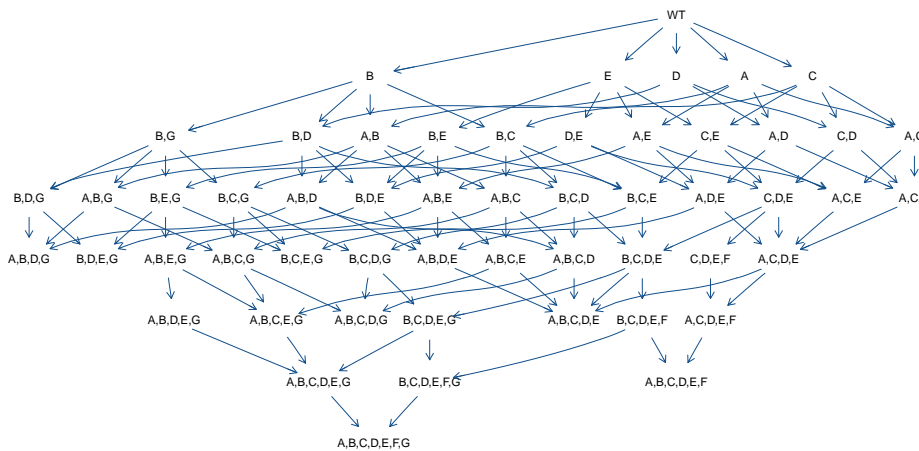 WT
B E D A C
B,G B,D A,B B,E B,C D,E A,E C,E A,D C,D A,
B,D,G A,B,G B,E,G B,C,G A,B,D B,D,E A,B,E A,B,C B,C,D B,C,E A,D,E C,D,E A,C,E A,C
A,B,D,G B,D,E,G A,B,E,G A,B,C,G B,C,E,G B,C,D,G A,B,D,E A,B,C,E A,B,C,D B,C,D,E C,D,E,F A,C,D,E
A,B,D,E,G A,B,C,E,G A,B,C,D,G B,C,D,E,G A,B,C,D,E B,C,D,E,F A,C,D,E,F
A,B,C,D,E,G B,C,D,E,F,G A,B,C,D,E,F
A,B,C,D,E,F,G